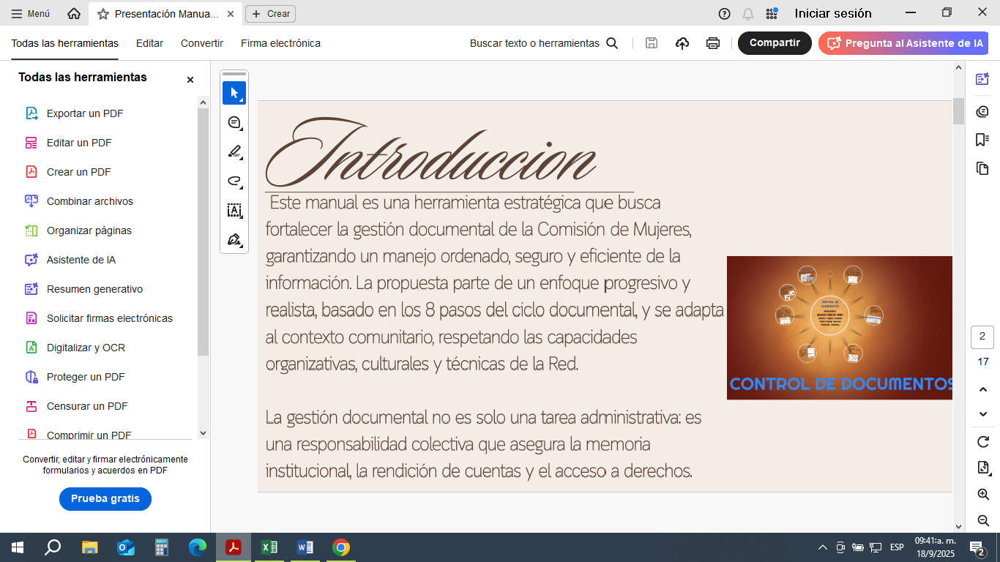 Menú
Presentación Manua...
Crear
Iniciar sesión
Todas las herramientas
Editar
Convertir
Firma electrónica
Buscar texto o herramientas
Compartir
Pregunta al Asistente de IA
Todas las herramientas
Exportar un PDF
Editar un PDF
Crear un PDF
Combinar archivos
Organizar páginas
Asistente de IA
Resumen generativo
Solicitar firmas electrónicas
Digitalizar y OCR
Proteger un PDF
Censurar un PDF
Comprimir un PDF
Convertir, editar y firmar electrónicamente
formularios y acuerdos en PDF
Prueba gratis
Introduccion
Este manual es una herramienta estratégica que busca
fortalecer la gestión documental de la Comisión de Mujeres,
garantizando un manejo ordenado, seguro y eficiente de la
información. La propuesta parte de un enfoque progresivo y
realista, basado en los 8 pasos del ciclo documental, y se adapta
al contexto comunitario, respetando las capacidades
organizativas, culturales y técnicas de la Red.
La gestión documental no es solo una tarea administrativa: es
una responsabilidad colectiva que asegura la memoria
institucional, la rendición de cuentas y el acceso a derechos.
CONTROL DE
DOCUMENTOS
CONTROL DE DOCUMENTOS
2
17
ESP
09:41:a. m.
18/9/2025
2